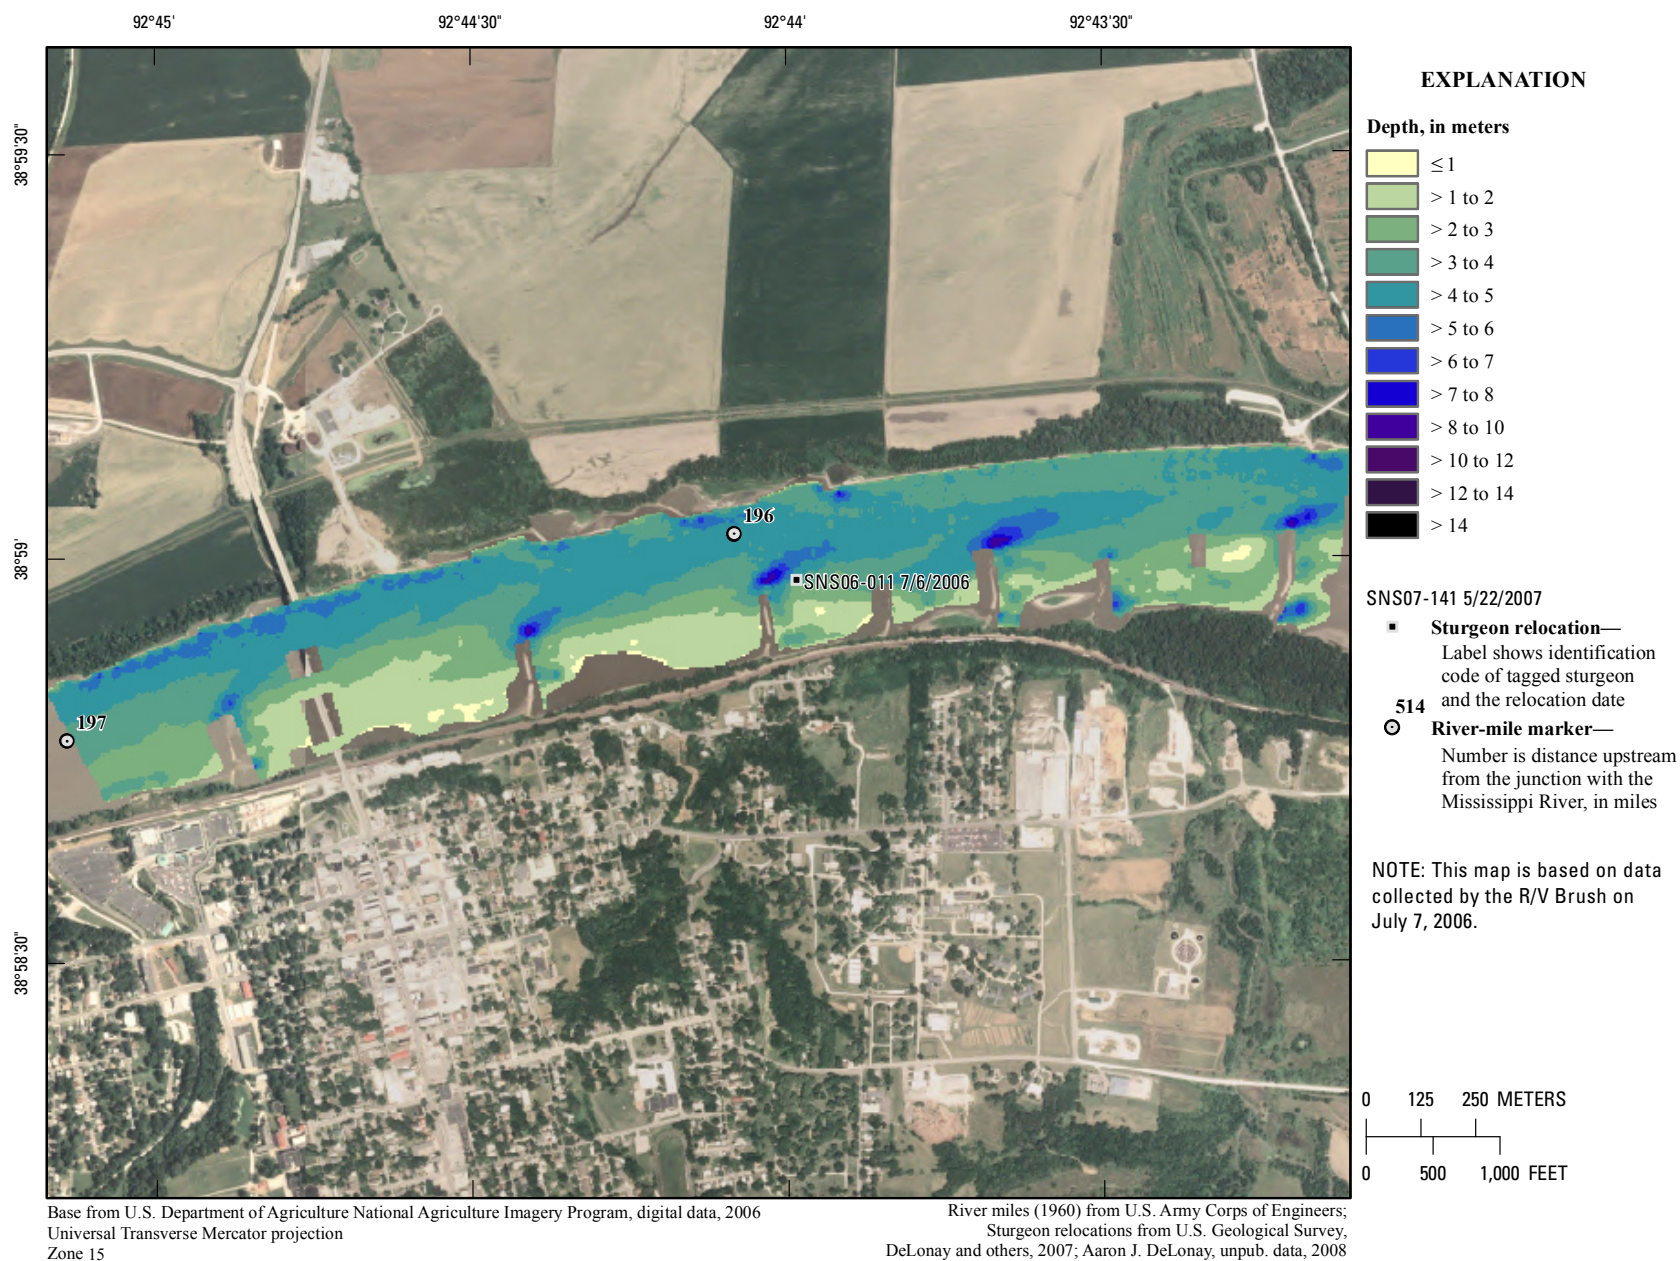 92°45'
92°44'30"
92°44'
92°43'30"
38°59'30"
38°59'
38°58'30"
196
SNS06-011 7/6/2006
197
EXPLANATION
Depth, in meters
≤ 1
> 1 to 2
> 2 to 3
> 3 to 4
> 4 to 5
> 5 to 6
> 6 to 7
> 7 to 8
> 8 to 10
> 10 to 12
> 12 to 14
> 14
SNS07-141 5/22/2007
Sturgeon relocation—
Label shows identification
code of tagged sturgeon
and the relocation date
514
River-mile marker—
Number is distance upstream
from the junction with the
Mississippi River, in miles
NOTE: This map is based on data
collected by the R/V Brush on
July 7, 2006.
0 125 250 METERS
0 500 1,000 FEET
Base from U.S. Department of Agriculture National Agriculture Imagery Program, digital data, 2006
Universal Transverse Mercator projection
Zone 15
River miles (1960) from U.S. Army Corps of Engineers;
Sturgeon relocations from U.S. Geological Survey,
DeLonay and others, 2007; Aaron J. DeLonay, unpub. data, 2008